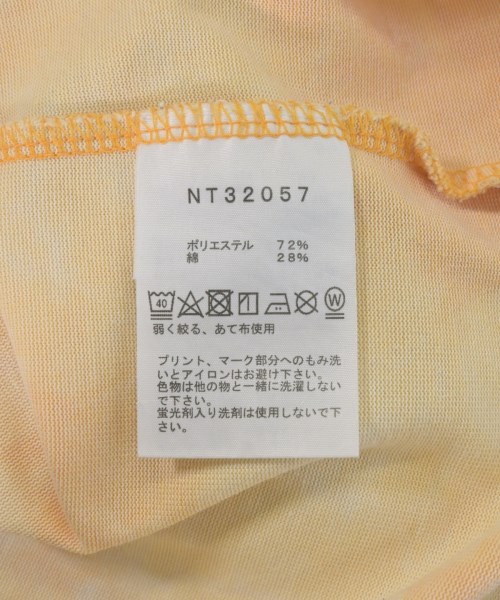 NT32057
ポリエステル 72%
綿 28%
40 W
弱く絞る、あて布使用
プリント、マーク部分へのもみ洗
いとアイロンはお避け下さい。
色物は他の物と一緒に洗濯しない
で下さい。
蛍光剤入り洗剤は使用しないで下
さい。